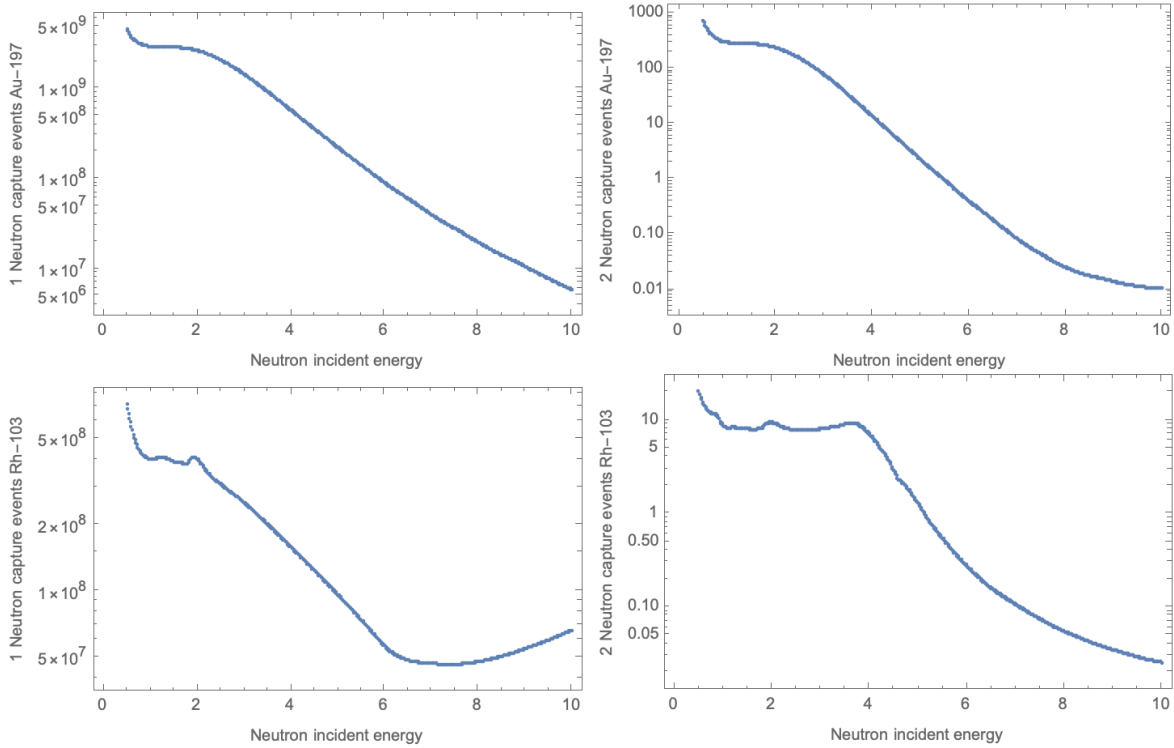 1 Neutron capture events Au-197
5×10⁹
1×10⁹
5×10⁸
1×10⁸
5×10⁷
1×10⁷
5×10⁶
0 2 4 6 8 10
Neutron incident energy
2 Neutron capture events Au-197
1000
100
10
1
0.10
0.01
0 2 4 6 8 10
Neutron incident energy
1 Neutron capture events Rh-103
5×10⁸
2×10⁸
1×10⁸
5×10⁷
0 2 4 6 8 10
Neutron incident energy
2 Neutron capture events Rh-103
10
5
1
0.50
0.10
0.05
0 2 4 6 8 10
Neutron incident energy